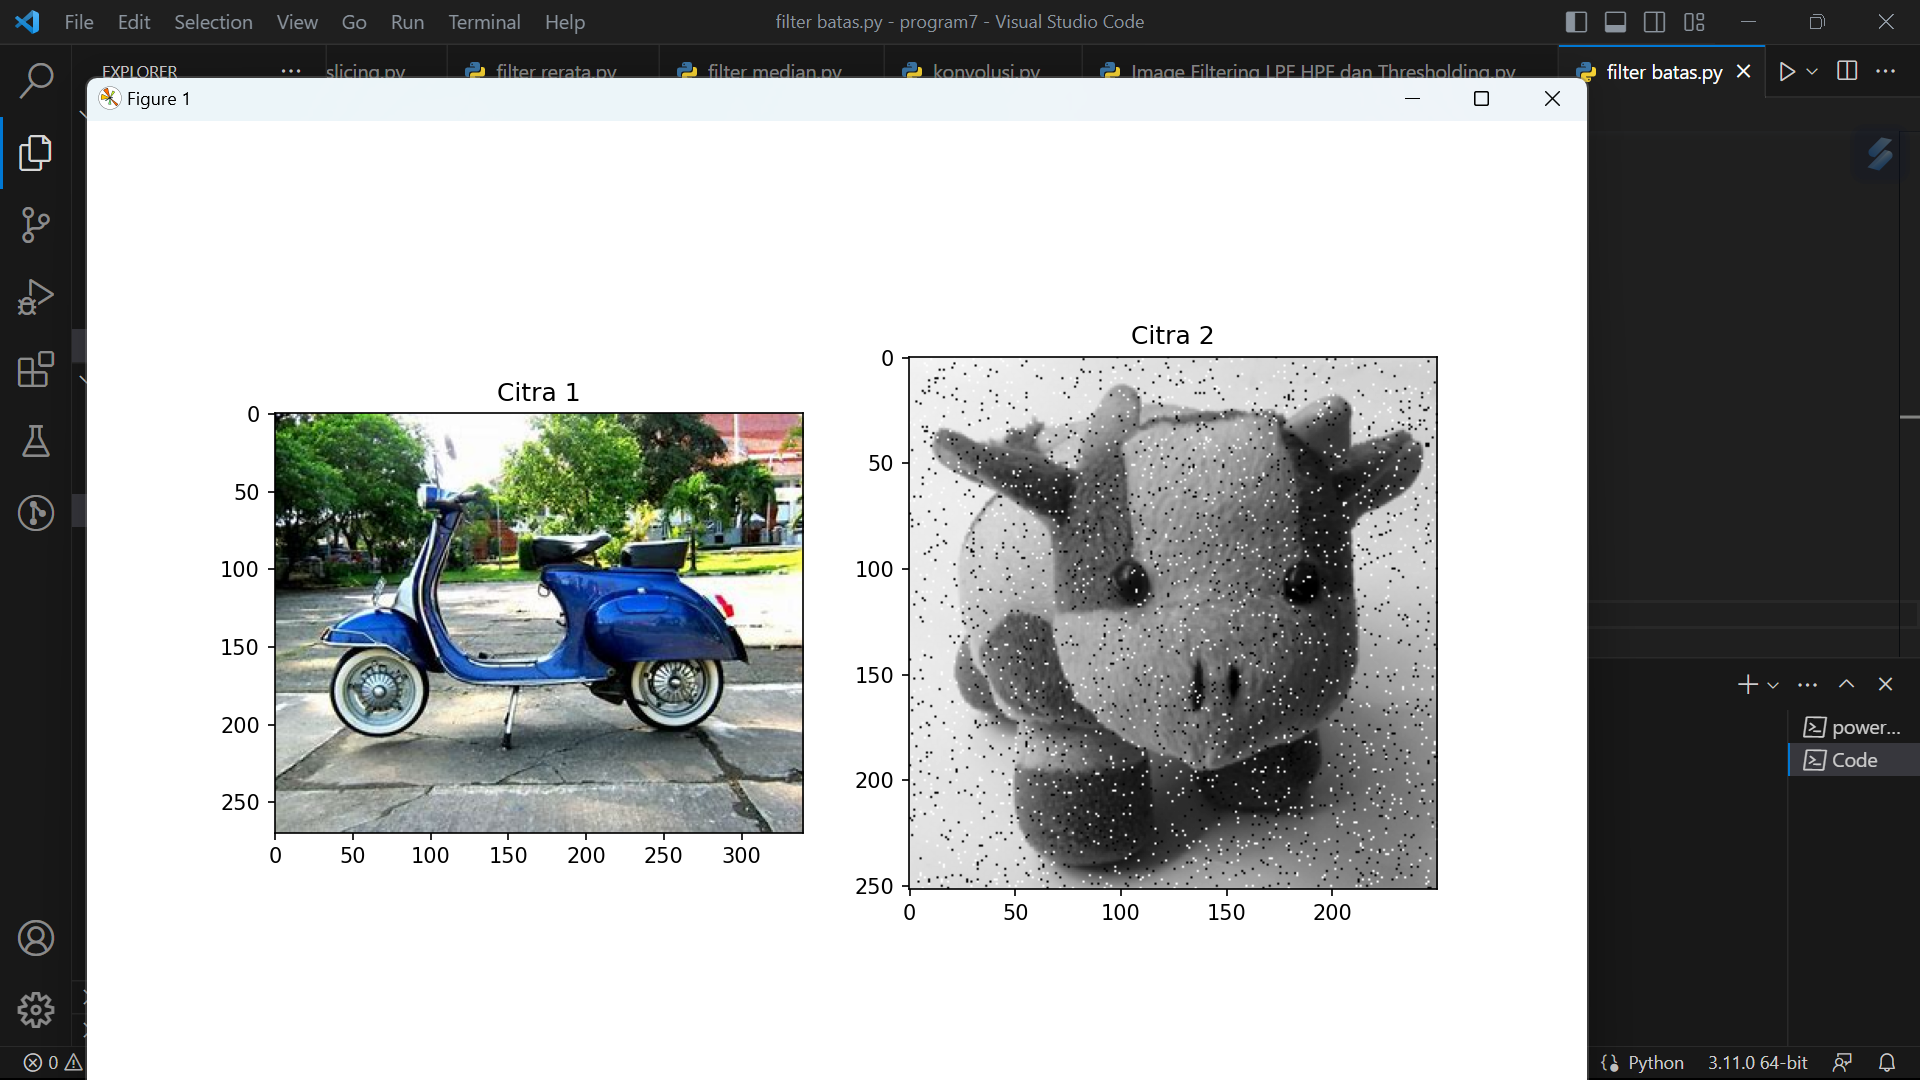 File Edit Selection View Go Run Terminal Help
filter batas.py - program7 - Visual Studio Code
EXPLORER ... slicing.py filter rerata.py filter median.py konvolusi.py Image Filtering LPF HPF dan Thresholding.py filter batas.py
Figure 1
Citra 1
0
50
100
150
200
250
0 50 100 150 200 250 300
Citra 2
0
50
100
150
200
250
0 50 100 150 200
power...
Code
0
Python 3.11.0 64-bit